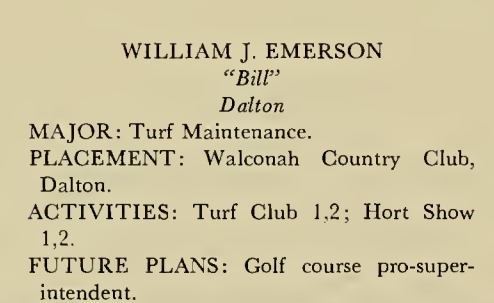 WILLIAM J. EMERSON
"Bill"
Dalton
MAJOR: Turf Maintenance.
PLACEMENT: Walconah Country Club,
Dalton.
ACTIVITIES: Turf Club 1,2; Hort Show
1,2.
FUTURE PLANS: Golf course pro-super-
intendent.